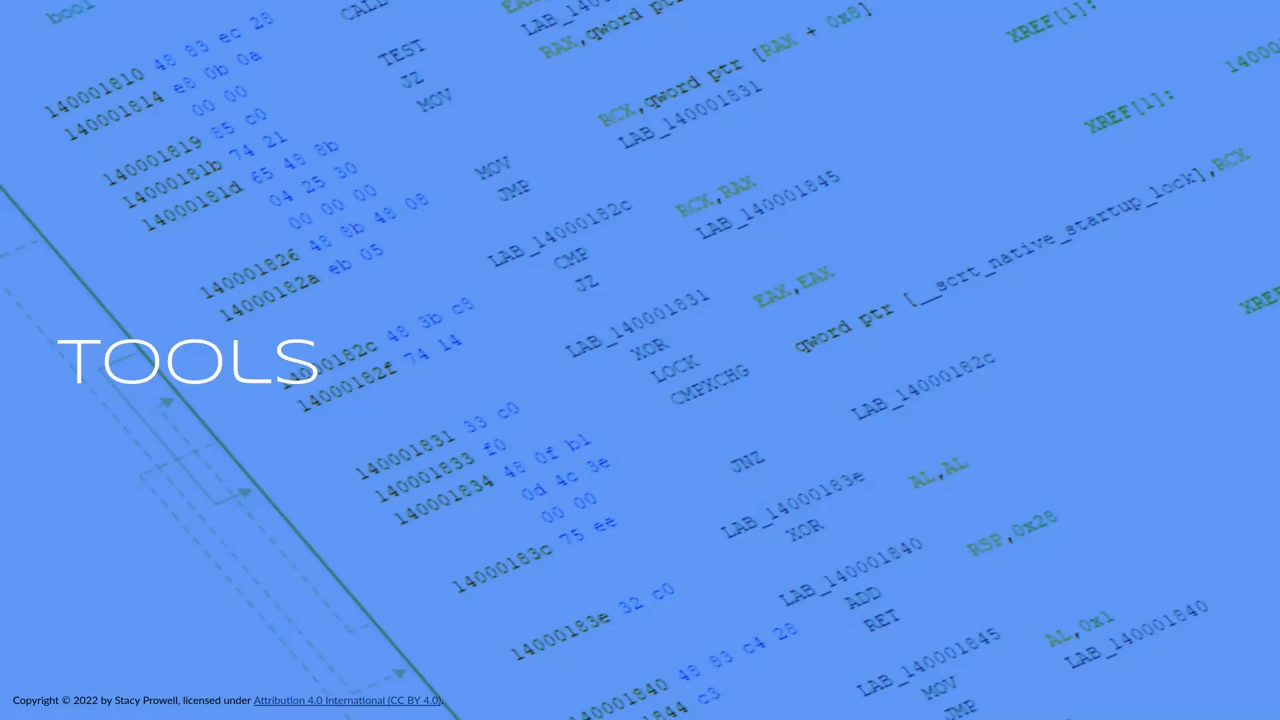 bool
140001810 48 83 ec 28
140001814 e8 0b 0a CALL
00 00
140001819 85 c0 TEST
14000181b 74 21 JZ
14000181d 65 48 8b MOV RAX,qword
04 25 30
00 00 00
140001826 48 8b 48 08 MOV RCX,qword ptr [RAX + 0x8]
14000182a eb 05 JMP LAB_140001831
LAB_14000182c XREF[1]:
14000182c 48 3b c8 CMP RCX,RAX
14000182f 74 14 JZ LAB_140001845
LAB_140001831 XREF[1]:
140001831 33 c0 XOR EAX,EAX
140001833 f0 LOCK
140001834 48 0f b1 CMPXCHG qword ptr [__scrt_native_startup_lock],RCX
0d 4c 3e
00 00
14000183c 75 ee JNZ LAB_14000182c
LAB_14000183e
14000183e 32 c0 XOR AL,AL
LAB_140001840
140001840 48 83 c4 28 ADD RSP,0x28
c3 RET
LAB_140001845
MOV AL,0x1
JMP LAB_140001840
TOOLS
Copyright © 2022 by Stacy Prowell, licensed under Attribution 4.0 International (CC BY 4.0).